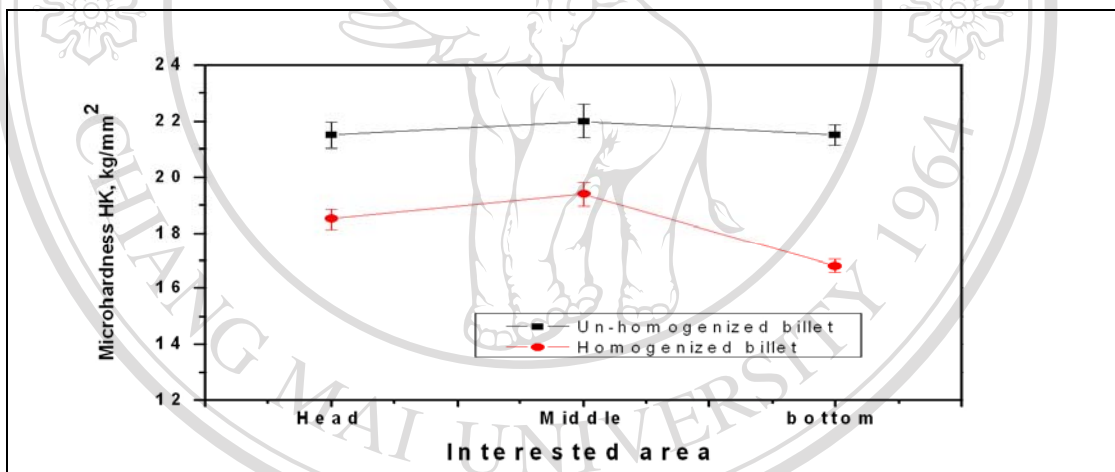 Microhardness HK, kg/mm²
24
22
20
18
16
14
12
Un-homogenized billet
Homogenized billet
Head Middle bottom
Interested area
CHIANG MAI UNIVERSITY 1964